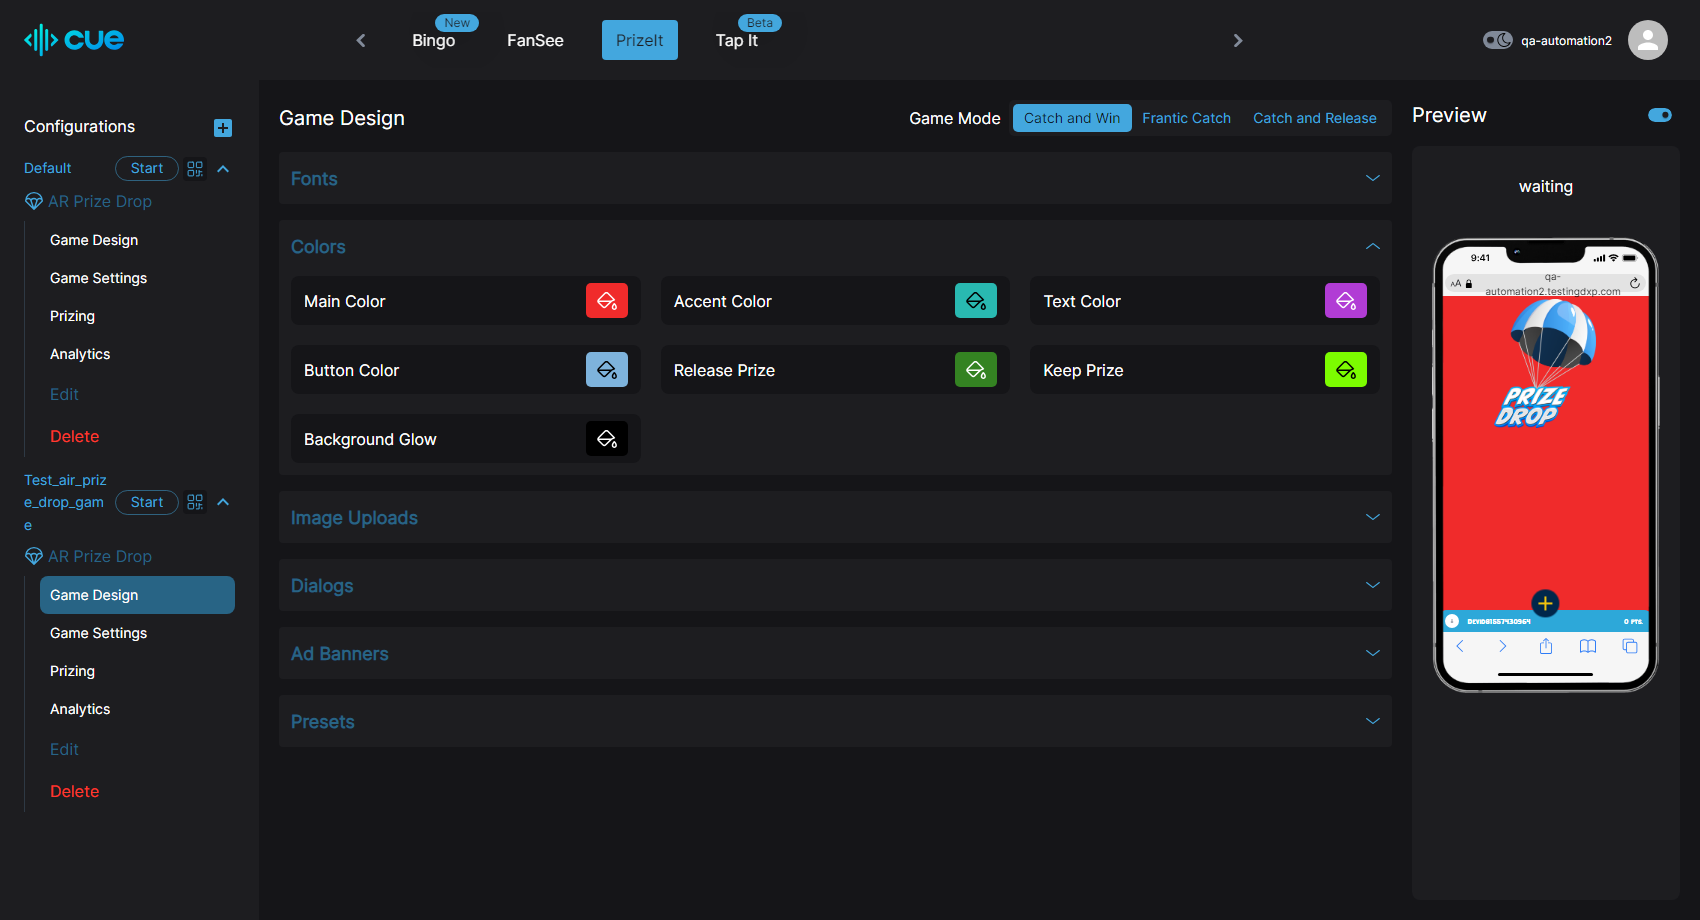 cue
Bingo
New
FanSee
PrizeIt
Tap It
Beta
qa-automation2
Configurations
Default
Start
AR Prize Drop
Game Design
Game Settings
Prizing
Analytics
Edit
Delete
Test_air_priz
e_drop_gam
e
Start
AR Prize Drop
Game Design
Game Settings
Prizing
Analytics
Edit
Delete
Game Design
Game Mode
Catch and Win
Frantic Catch
Catch and Release
Fonts
Colors
Main Color
Accent Color
Text Color
Button Color
Release Prize
Keep Prize
Background Glow
Image Uploads
Dialogs
Ad Banners
Presets
Preview
waiting
9:41
AA
qa-
automation2.testingdxp.com
PRIZE
DROP
0 PTS.